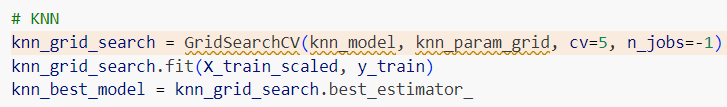 # KNN
knn_grid_search = GridSearchCV(knn_model, knn_param_grid, cv=5, n_jobs=-1)
knn_grid_search.fit(X_train_scaled, y_train)
knn_best_model = knn_grid_search.best_estimator_